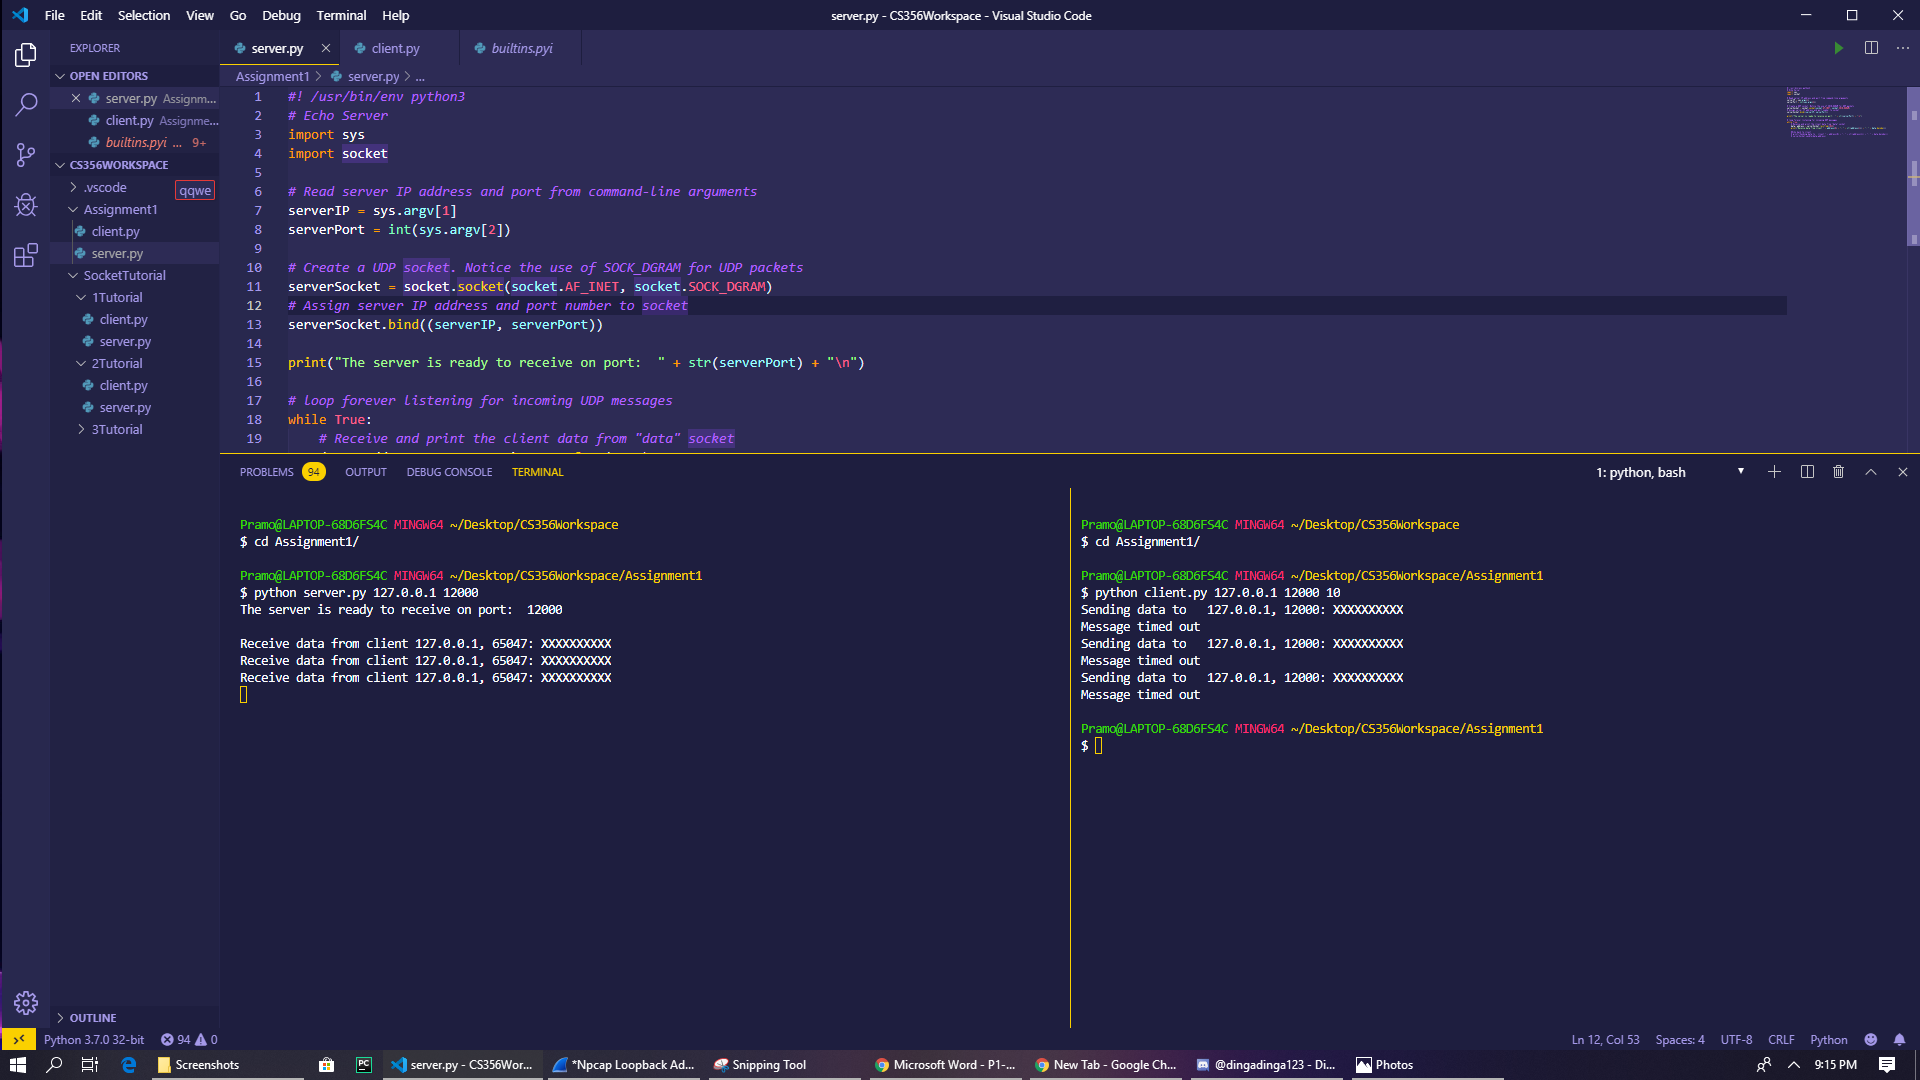 File Edit Selection View Go Debug Terminal Help
server.py - CS356Workspace - Visual Studio Code
EXPLORER
OPEN EDITORS
server.py Assignm...
client.py Assignme...
builtins.pyi ... 9+
CS356WORKSPACE
.vscode
qqwe
Assignment1
client.py
server.py
SocketTutorial
1Tutorial
client.py
server.py
2Tutorial
client.py
server.py
3Tutorial
OUTLINE
server.py client.py builtins.pyi
Assignment1 > server.py > ...
1 #! /usr/bin/env python3
2 # Echo Server
3 import sys
4 import socket
5
6 # Read server IP address and port from command-line arguments
7 serverIP = sys.argv[1]
8 serverPort = int(sys.argv[2])
9
10 # Create a UDP socket. Notice the use of SOCK_DGRAM for UDP packets
11 serverSocket = socket.socket(socket.AF_INET, socket.SOCK_DGRAM)
12 # Assign server IP address and port number to socket
13 serverSocket.bind((serverIP, serverPort))
14
15 print("The server is ready to receive on port:  " + str(serverPort) + "\n")
16
17 # loop forever listening for incoming UDP messages
18 while True:
19     # Receive and print the client data from "data" socket
PROBLEMS 94 OUTPUT DEBUG CONSOLE TERMINAL
1: python, bash
Pramo@LAPTOP-68D6FS4C MINGW64 ~/Desktop/CS356Workspace
$ cd Assignment1/
Pramo@LAPTOP-68D6FS4C MINGW64 ~/Desktop/CS356Workspace/Assignment1
$ python server.py 127.0.0.1 12000
The server is ready to receive on port:  12000
Receive data from client 127.0.0.1, 65047: XXXXXXXXXX
Receive data from client 127.0.0.1, 65047: XXXXXXXXXX
Receive data from client 127.0.0.1, 65047: XXXXXXXXXX
Pramo@LAPTOP-68D6FS4C MINGW64 ~/Desktop/CS356Workspace
$ cd Assignment1/
Pramo@LAPTOP-68D6FS4C MINGW64 ~/Desktop/CS356Workspace/Assignment1
$ python client.py 127.0.0.1 12000 10
Sending data to   127.0.0.1, 12000: XXXXXXXXXX
Message timed out
Sending data to   127.0.0.1, 12000: XXXXXXXXXX
Message timed out
Sending data to   127.0.0.1, 12000: XXXXXXXXXX
Message timed out
Pramo@LAPTOP-68D6FS4C MINGW64 ~/Desktop/CS356Workspace/Assignment1
$
Python 3.7.0 32-bit 94 0
Ln 12, Col 53 Spaces: 4 UTF-8 CRLF Python
Screenshots
PC
server.py - CS356Wor...
*Npcap Loopback Ad...
Snipping Tool
Microsoft Word - P1-...
New Tab - Google Ch...
@dingadinga123 - Di...
Photos
9:15 PM